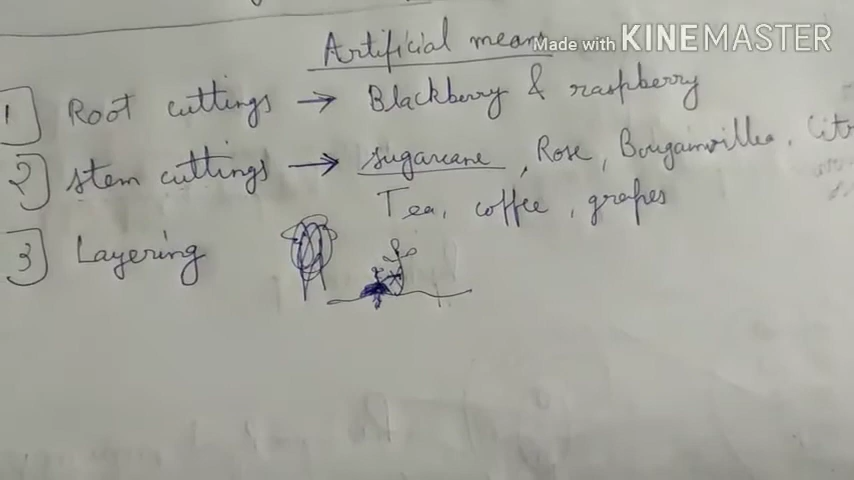 Artificial means
Made with KINEMASTER
1 Root cuttings → Blackberry & raspberry
2 stem cuttings → sugarcane, Rose, Bougainvillea, Citr
Tea, coffee, grapes
3 Layering